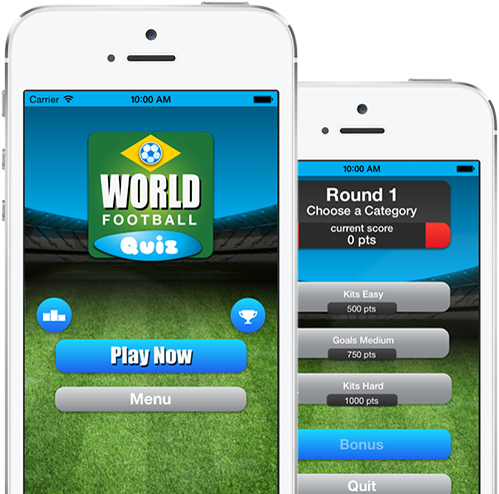 Carrier
10:00 AM
WORLD
FOOTBALL
Quiz
Play Now
Menu
10:00 AM
Round 1
Choose a Category
current score
0 pts
Kits Easy
500 pts
Goals Medium
750 pts
Kits Hard
1000 pts
Bonus
Quit